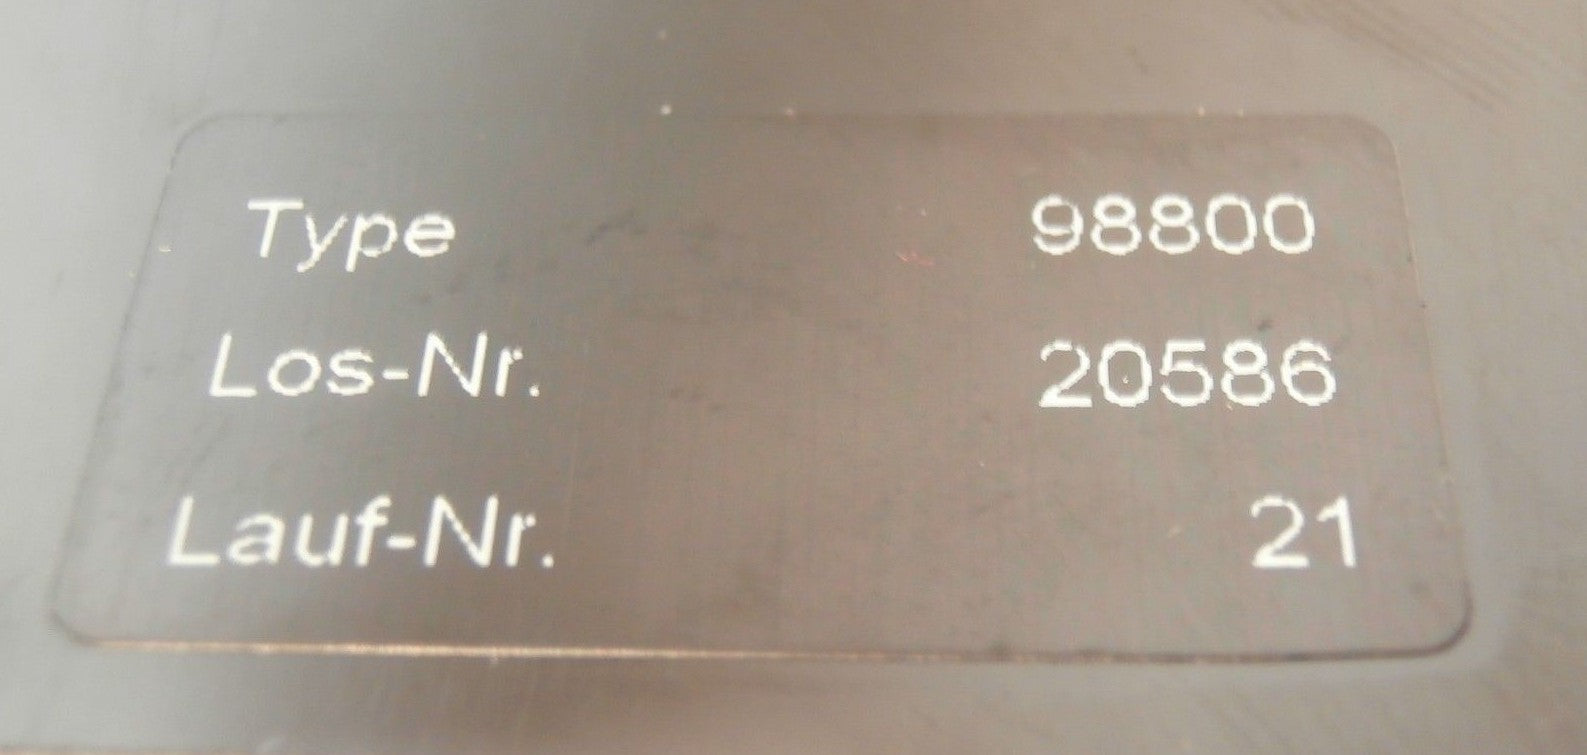 Type 98800
Los-Nr. 20586
Lauf-Nr. 21